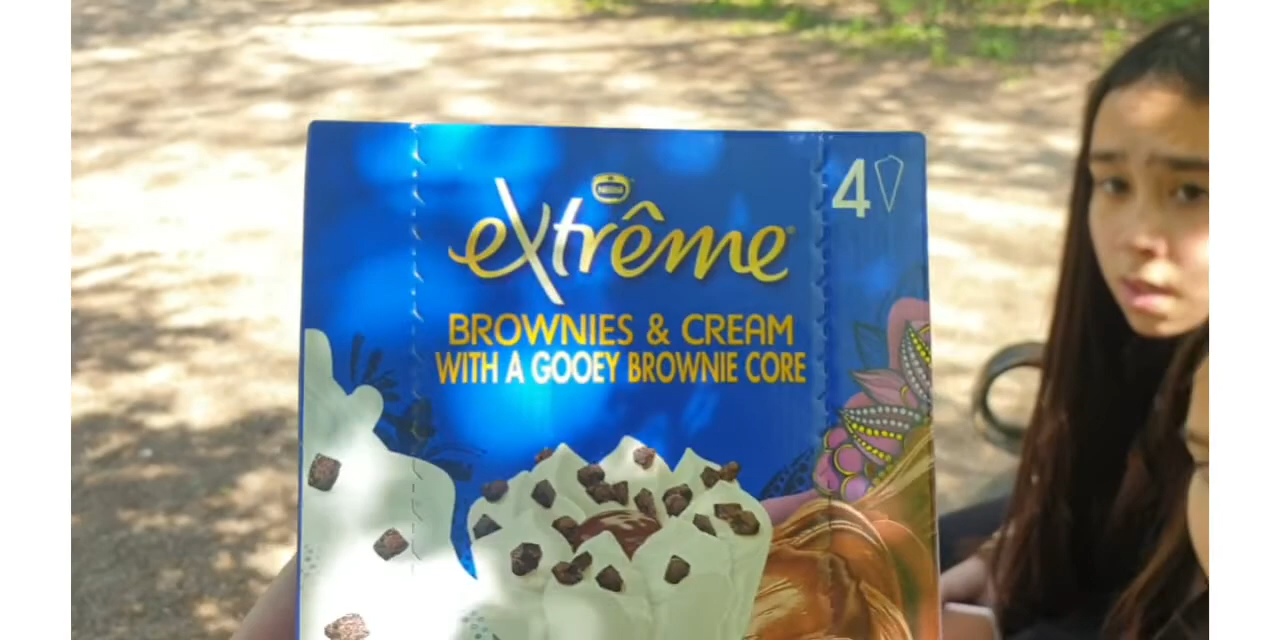 Nestlé
extrême
4
BROWNIES & CREAM
WITH A GOOEY BROWNIE CORE